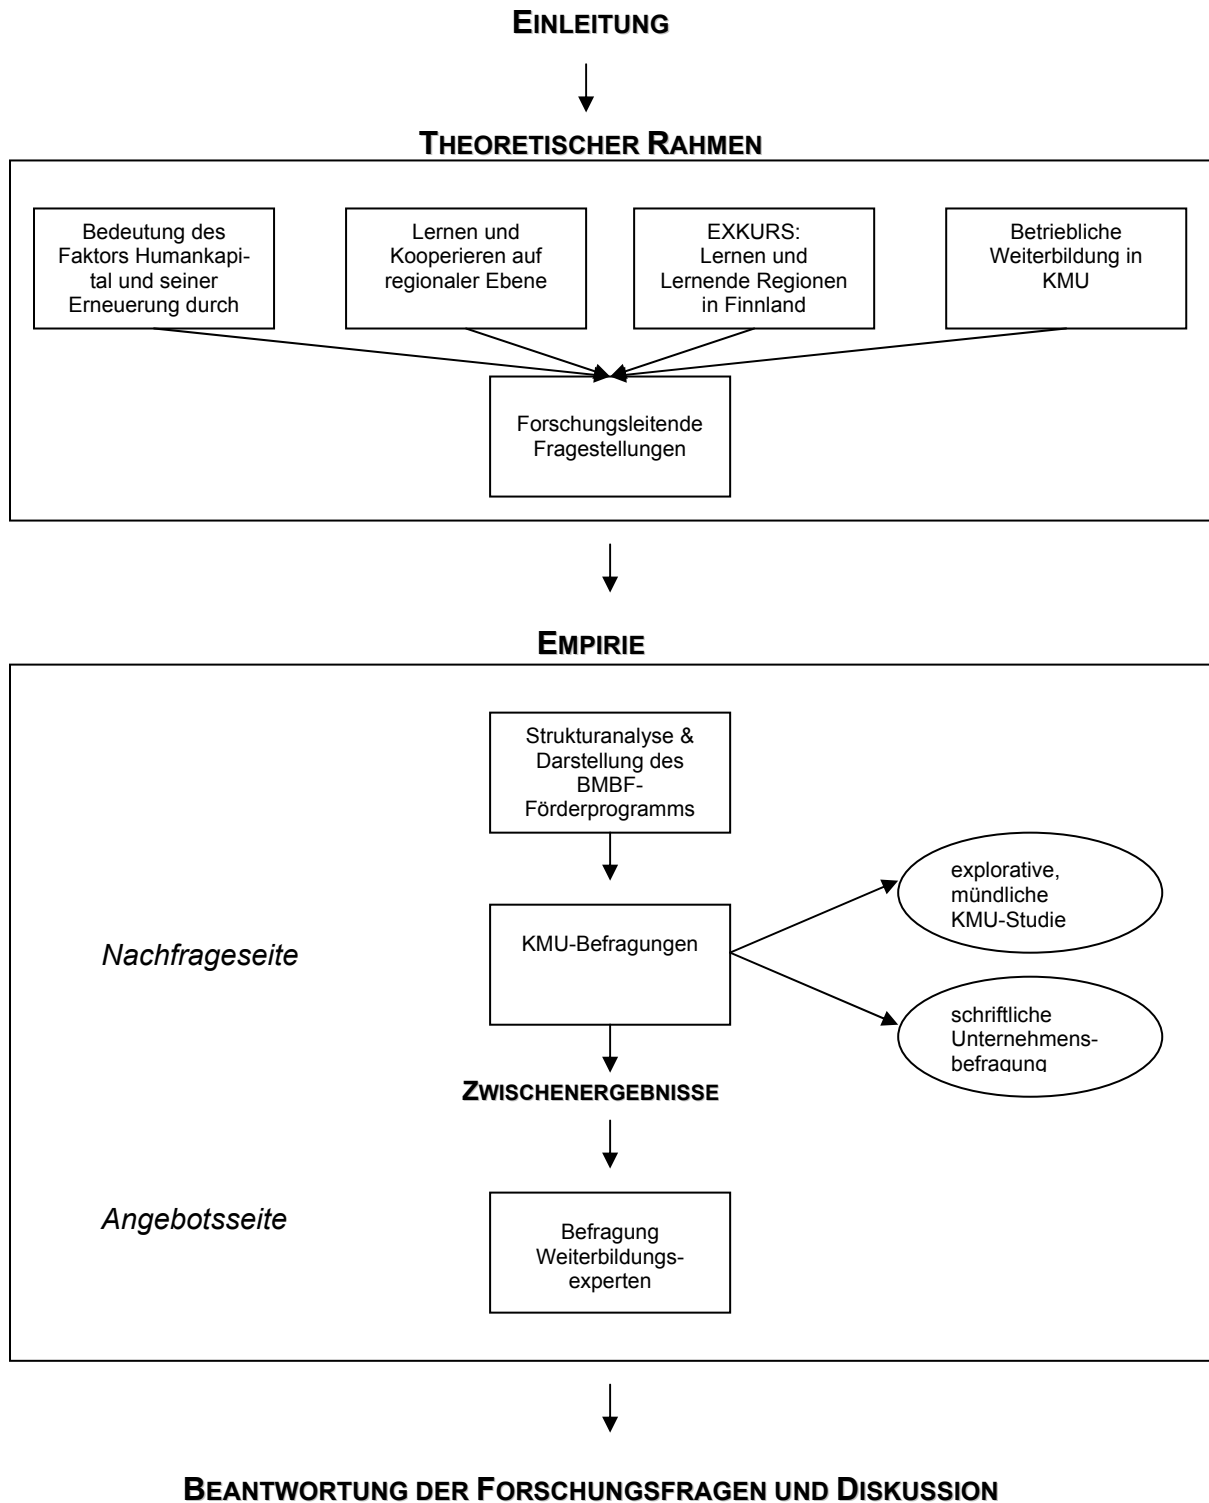 EINLEITUNG
THEORETISCHER RAHMEN
Bedeutung des
Faktors Humankapi-
tal und seiner
Erneuerung durch
Lernen und
Kooperieren auf
regionaler Ebene
EXKURS:
Lernen und
Lernende Regionen
in Finnland
Betriebliche
Weiterbildung in
KMU
Forschungsleitende
Fragestellungen
EMPIRIE
Strukturanalyse &
Darstellung des
BMBF-
Förderprogramms
explorative,
mündliche
KMU-Studie
Nachfrageseite
KMU-Befragungen
schriftliche
Unternehmens-
befragung
ZWISCHENERGEBNISSE
Angebotsseite
Befragung
Weiterbildungs-
experten
BEANTWORTUNG DER FORSCHUNGSFRAGEN UND DISKUSSION